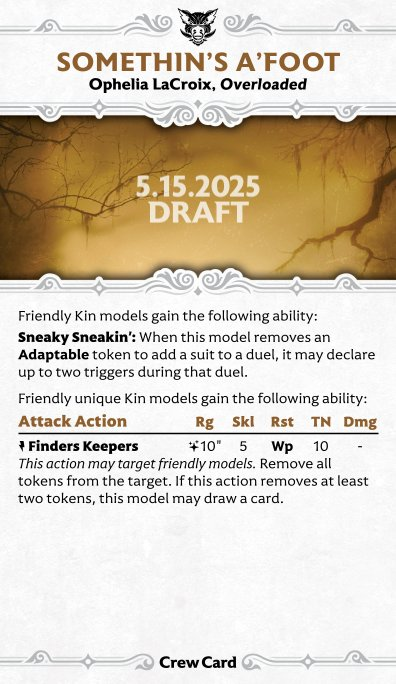 SOMETHIN'S A'FOOT
Ophelia LaCroix, Overloaded
5.15.2025
DRAFT
Friendly Kin models gain the following ability:
Sneaky Sneakin': When this model removes an
Adaptable token to add a suit to a duel, it may declare
up to two triggers during that duel.
Friendly unique Kin models gain the following ability:
Attack Action Rg Skl Rst TN Dmg
Finders Keepers 10" 5 Wp 10 -
This action may target friendly models. Remove all
tokens from the target. If this action removes at least
two tokens, this model may draw a card.
Crew Card